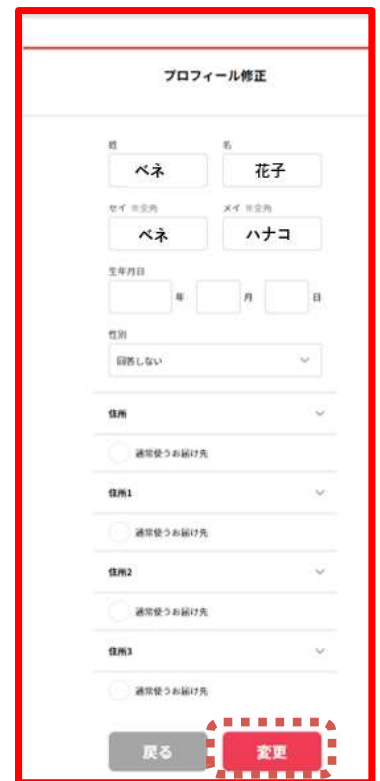 プロフィール修正
姓 名
ベネ 花子
セイ ※全角 メイ ※全角
ベネ ハナコ
生年月日
年 月 日
性別
回答しない
住所
通常使うお届け先
住所1
通常使うお届け先
住所2
通常使うお届け先
住所3
通常使うお届け先
戻る 変更